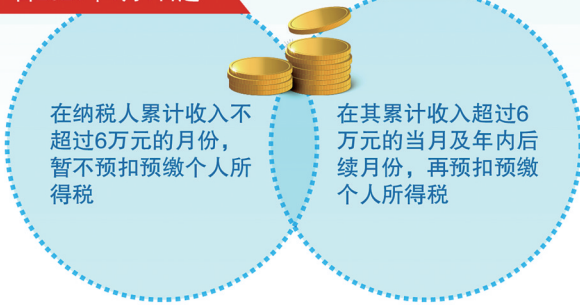 在纳税人累计收入不
超过6万元的月份，
暂不预扣预缴个人所
得税
在其累计收入超过6
万元的当月及年内后
续月份，再预扣预缴
个人所得税